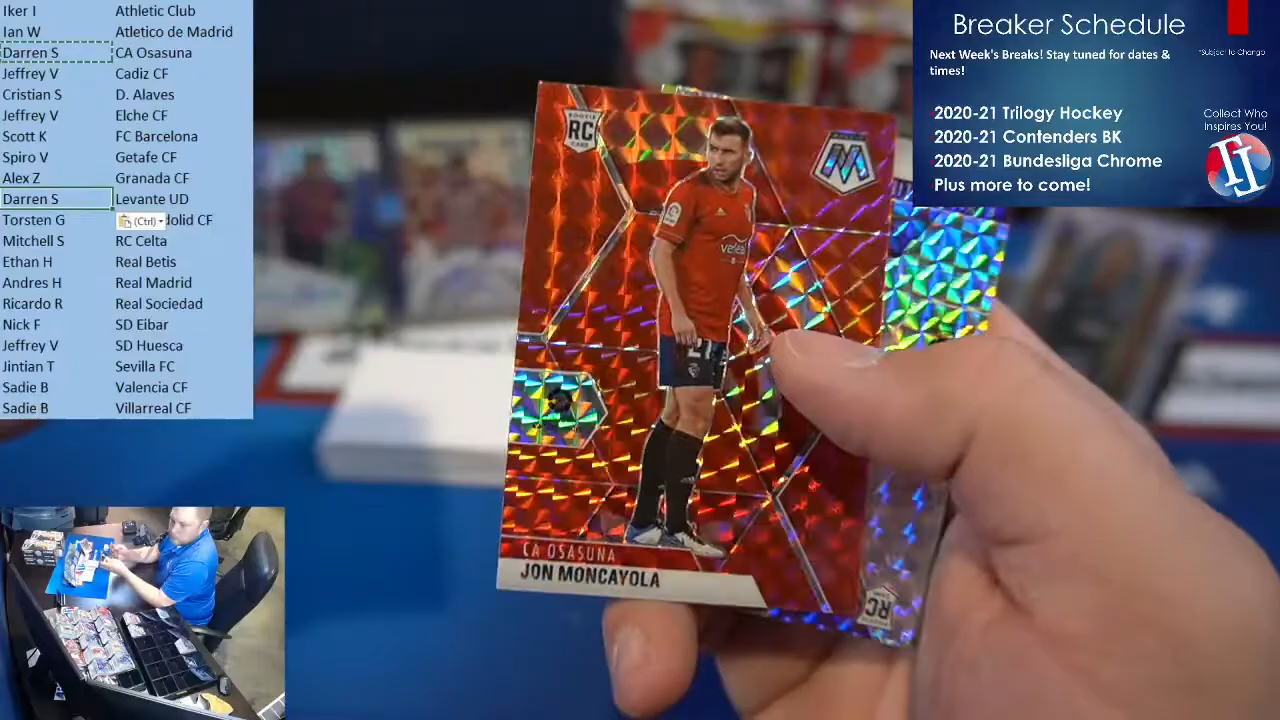 Iker I Athletic Club
Ian W Atletico de Madrid
Darren S CA Osasuna
Jeffrey V Cadiz CF
Cristian S D. Alaves
Jeffrey V Elche CF
Scott K FC Barcelona
Spiro V Getafe CF
Alex Z Granada CF
Darren S Levante UD
Torsten G (Ctrl) dolid CF
Mitchell S RC Celta
Ethan H Real Betis
Andres H Real Madrid
Ricardo R Real Sociedad
Nick F SD Eibar
Jeffrey V SD Huesca
Jintian T Sevilla FC
Sadie B Valencia CF
Sadie B Villarreal CF
Breaker Schedule
Next Week's Breaks! Stay tuned for dates &
times!
*Subject to Change
2020-21 Trilogy Hockey
2020-21 Contenders BK
2020-21 Bundesliga Chrome
Plus more to come!
Collect Who
Inspires You!
RC
MOSAIC
21
CA OSASUNA
JON MONCAYOLA
RC